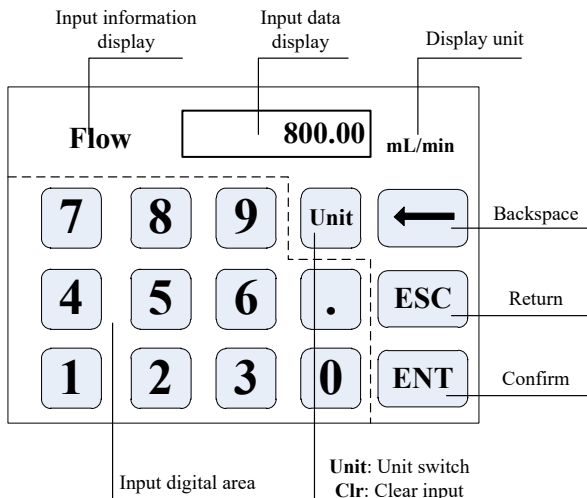 Input information
display
Input data
display
Display unit
Flow
800.00
mL/min
7 8 9 Unit
Backspace
4 5 6 . ESC
Return
1 2 3 0 ENT
Confirm
Input digital area
Unit: Unit switch
Clr: Clear input